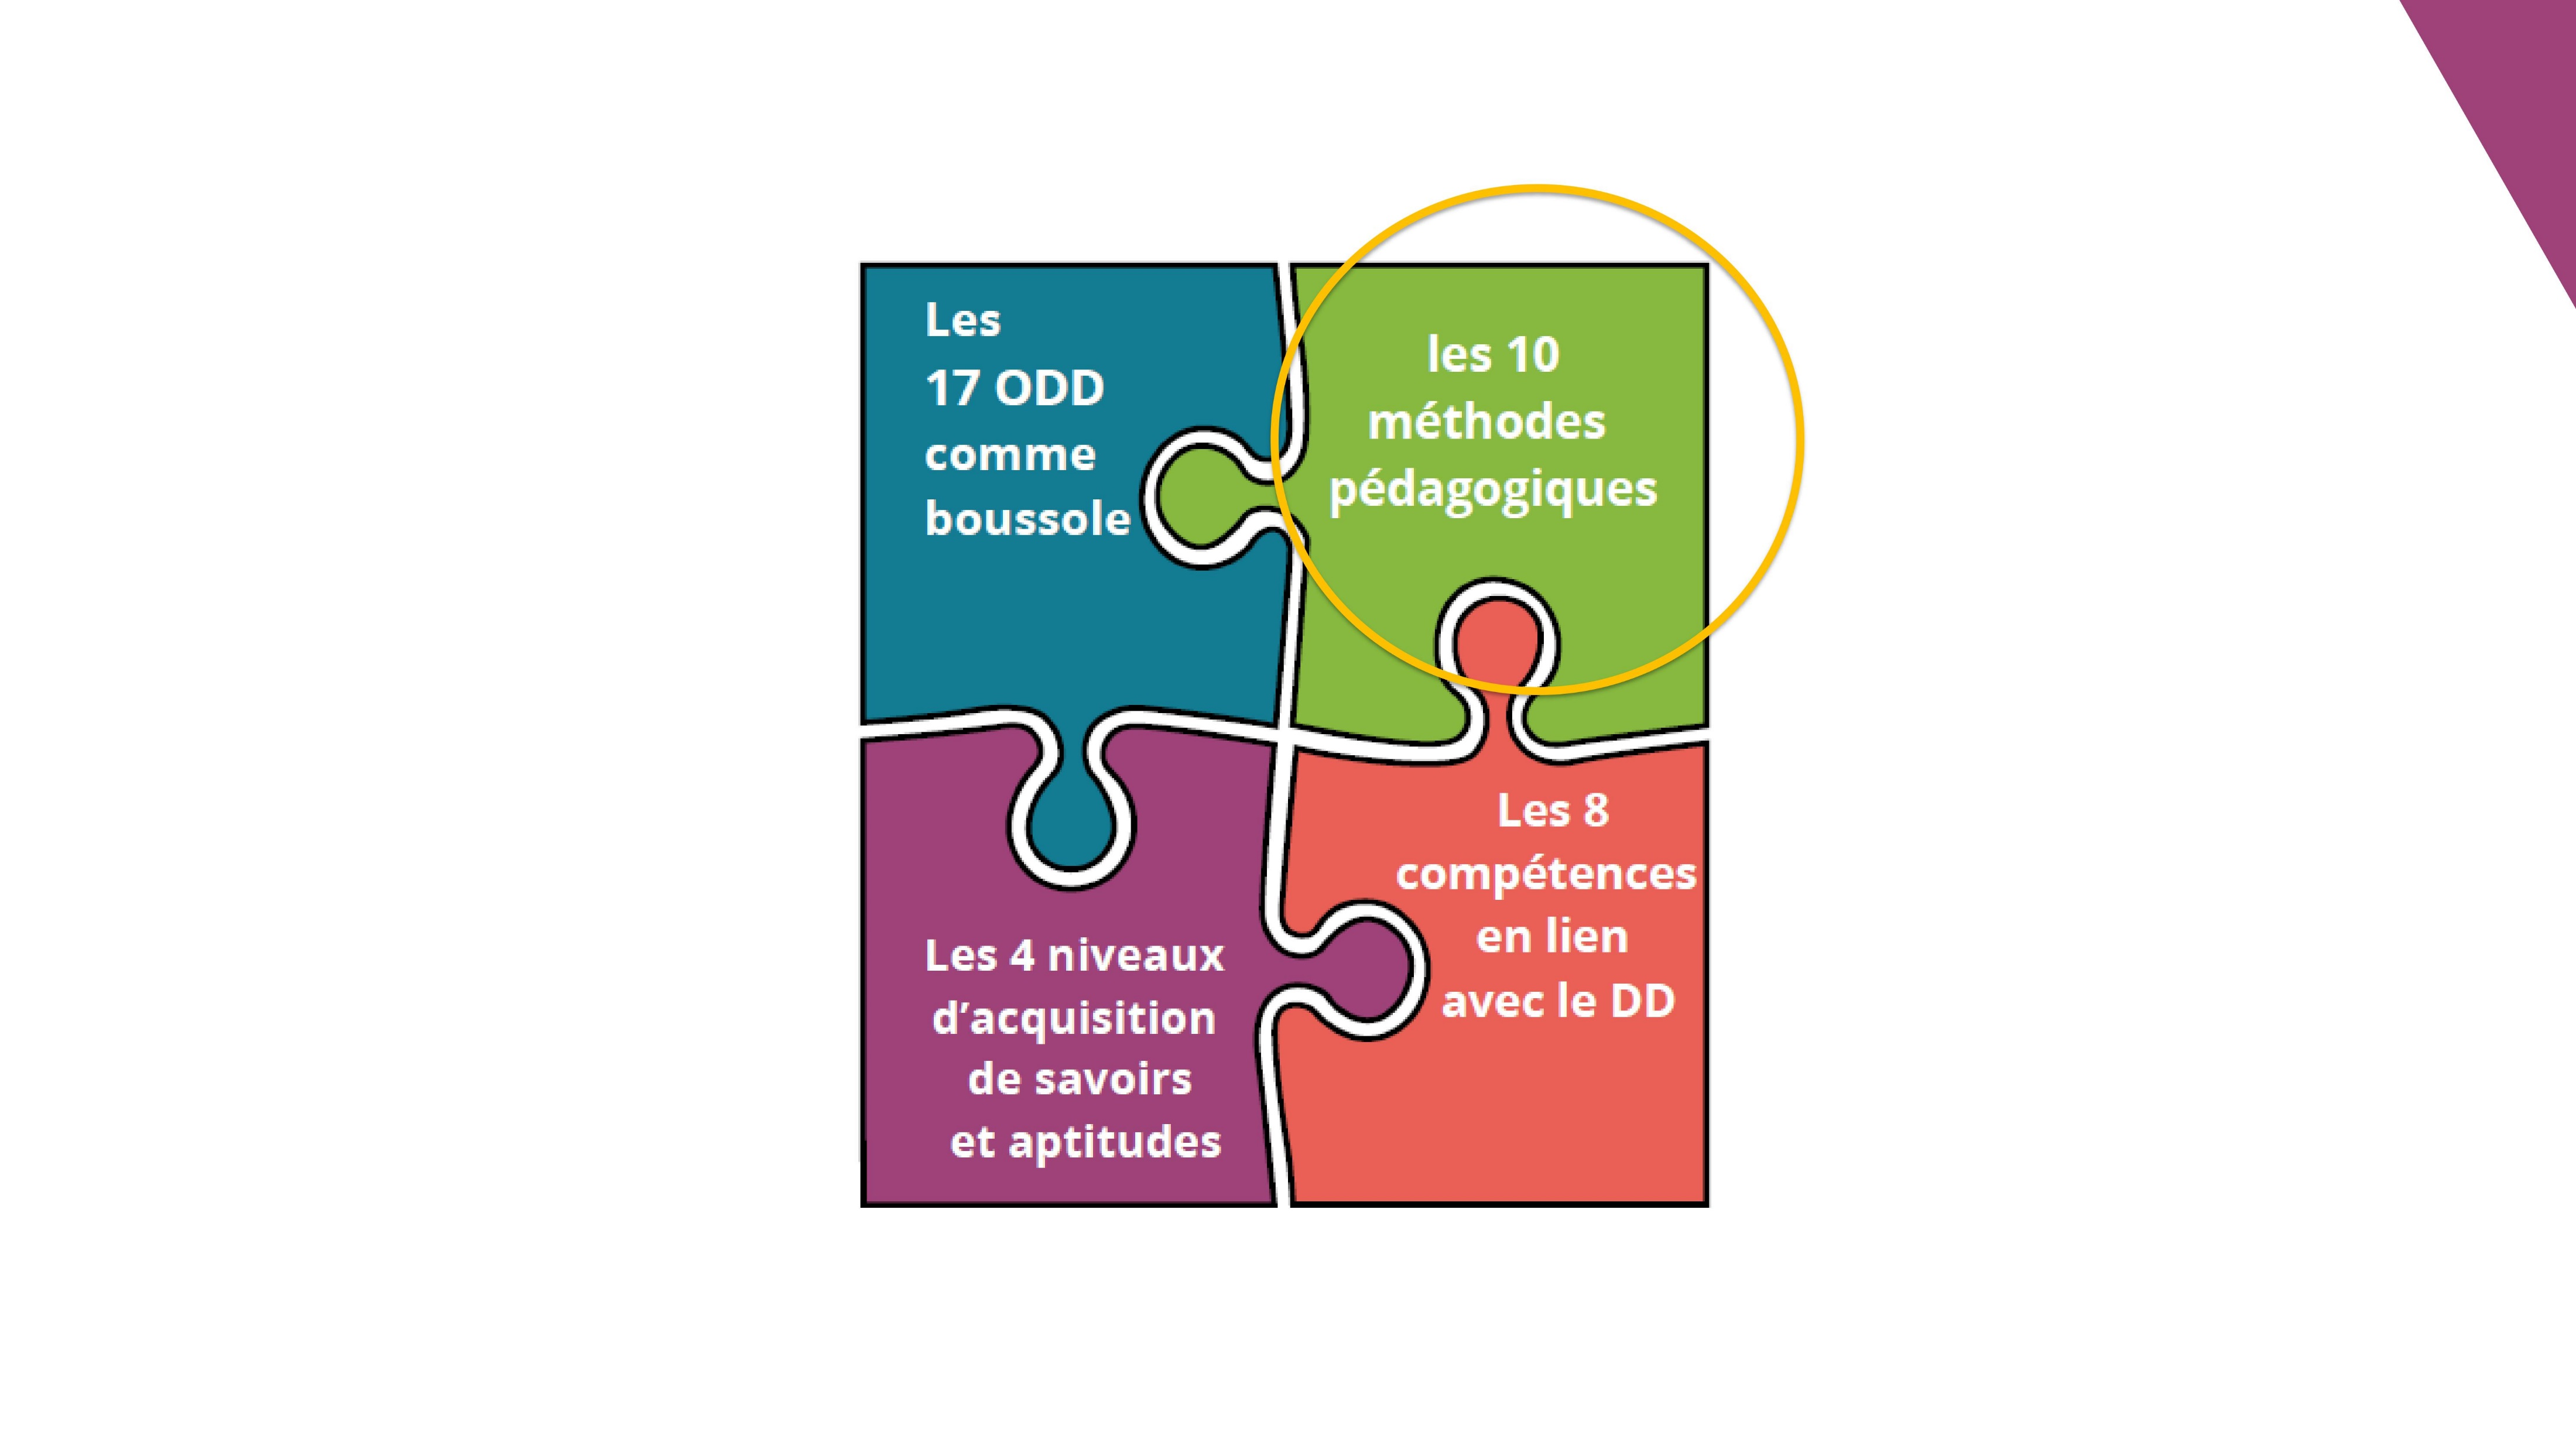 Les
17 ODD
comme
boussole
les 10
méthodes
pédagogiques
Les 4 niveaux
d’acquisition
de savoirs
et aptitudes
Les 8
compétences
en lien
avec le DD